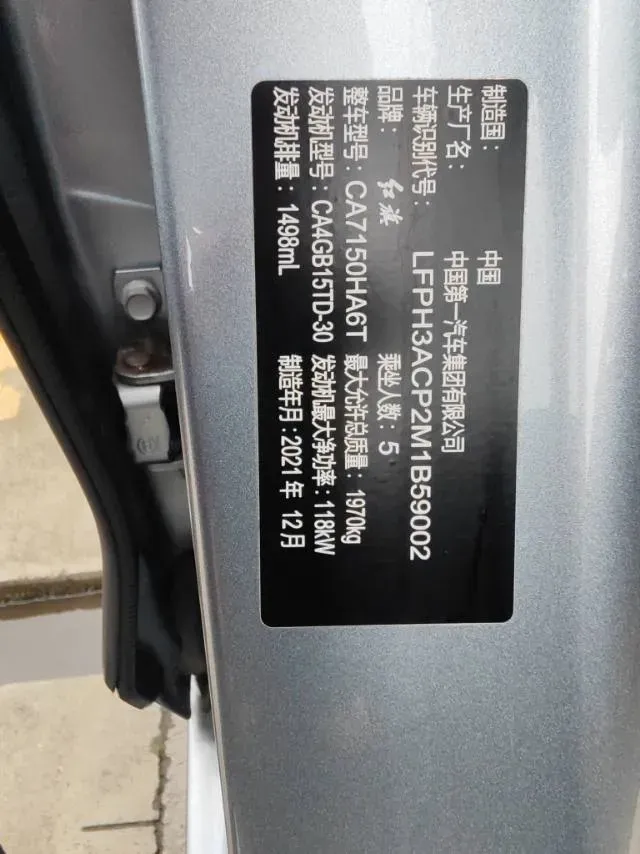 制造国： 中国
生产厂名： 中国第一汽车集团有限公司
车辆识别代号： LFPH3ACP2M1B59002
品牌： 红旗 乘坐人数： 5
整车型号： CA7150HA6T 最大允许总质量： 1970kg
发动机型号： CA4GB15TD-30 发动机最大净功率： 118kW
发动机排量： 1498mL 制造年月： 2021年 12月